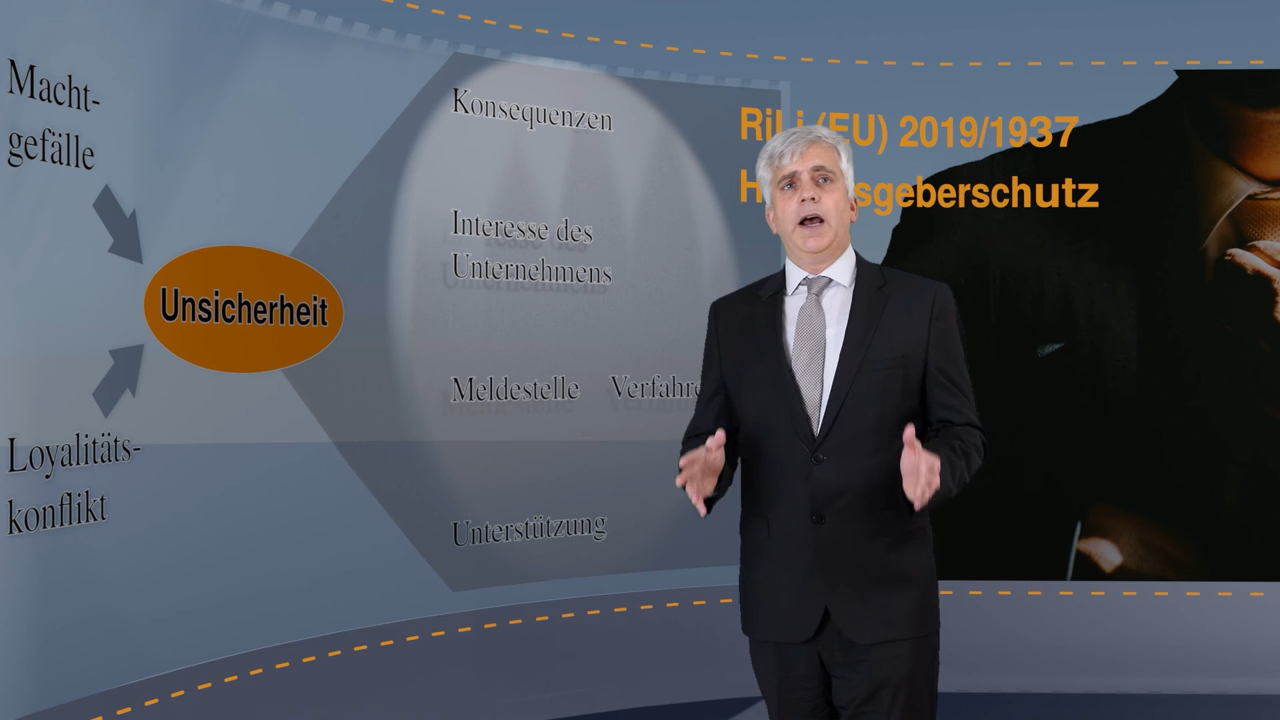 Macht-
gefälle
Unsicherheit
Loyalitäts-
konflikt
Konsequenzen
Interesse des
Unternehmens
Meldestelle
Unterstützung
(EU) 2019/1937